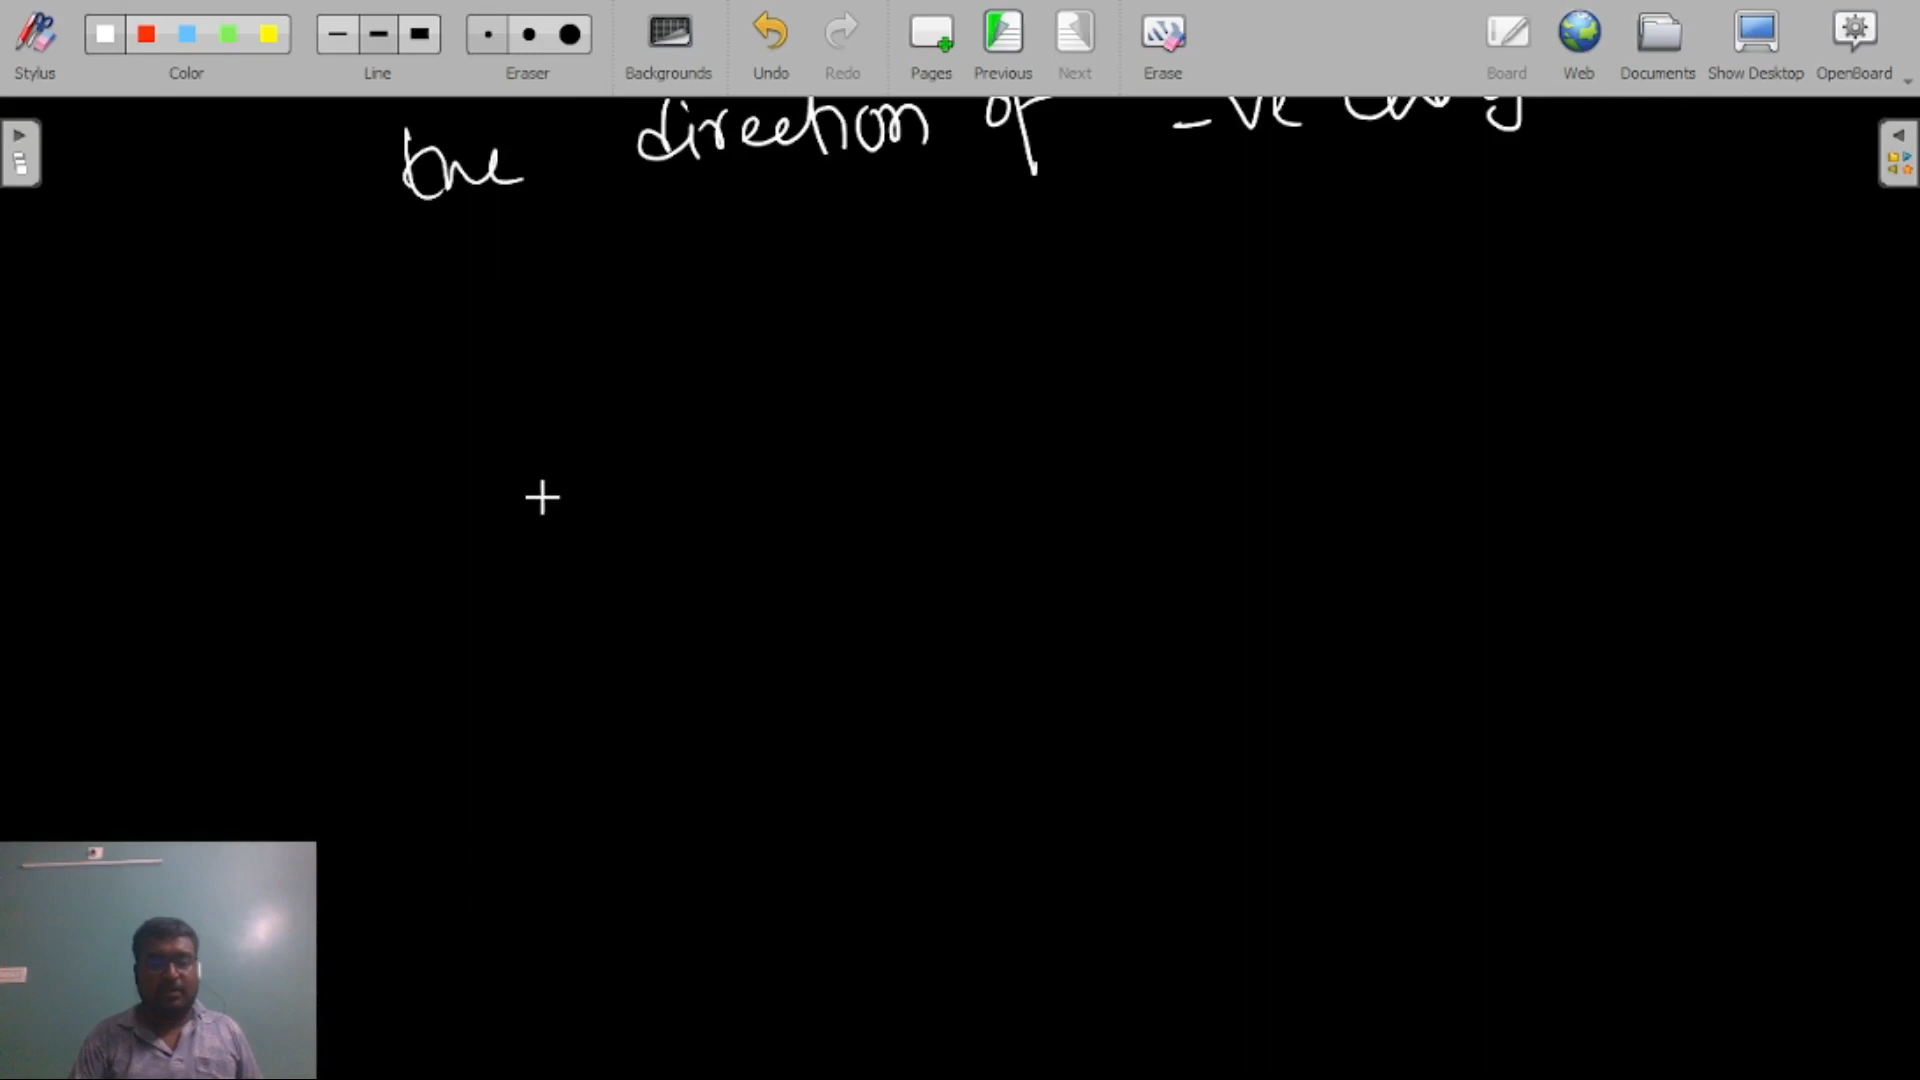 Stylus Color Line Eraser Backgrounds Undo Redo Pages Previous Next Erase Board Web Documents Show Desktop OpenBoard
the direction of -ve